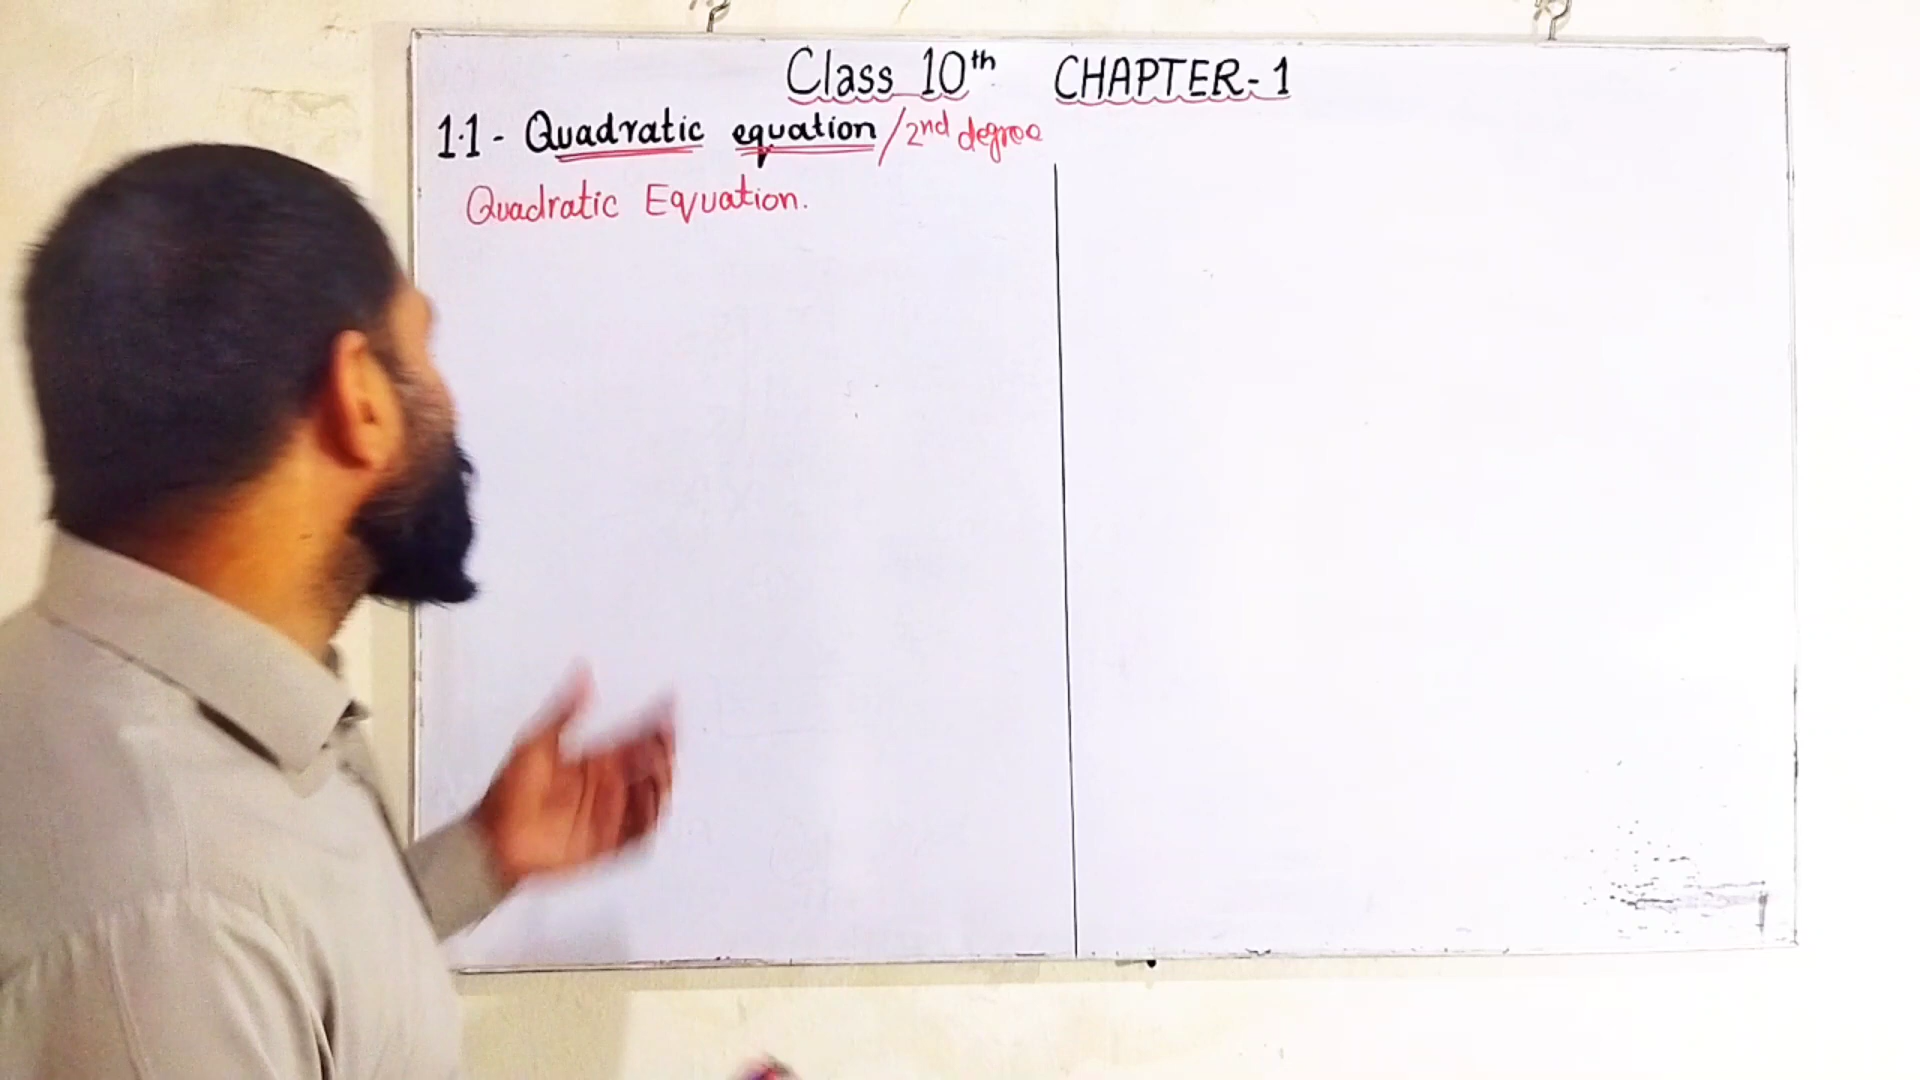 Class 10th CHAPTER-1
1.1 - Quadratic equation / 2nd degree
Quadratic Equation.